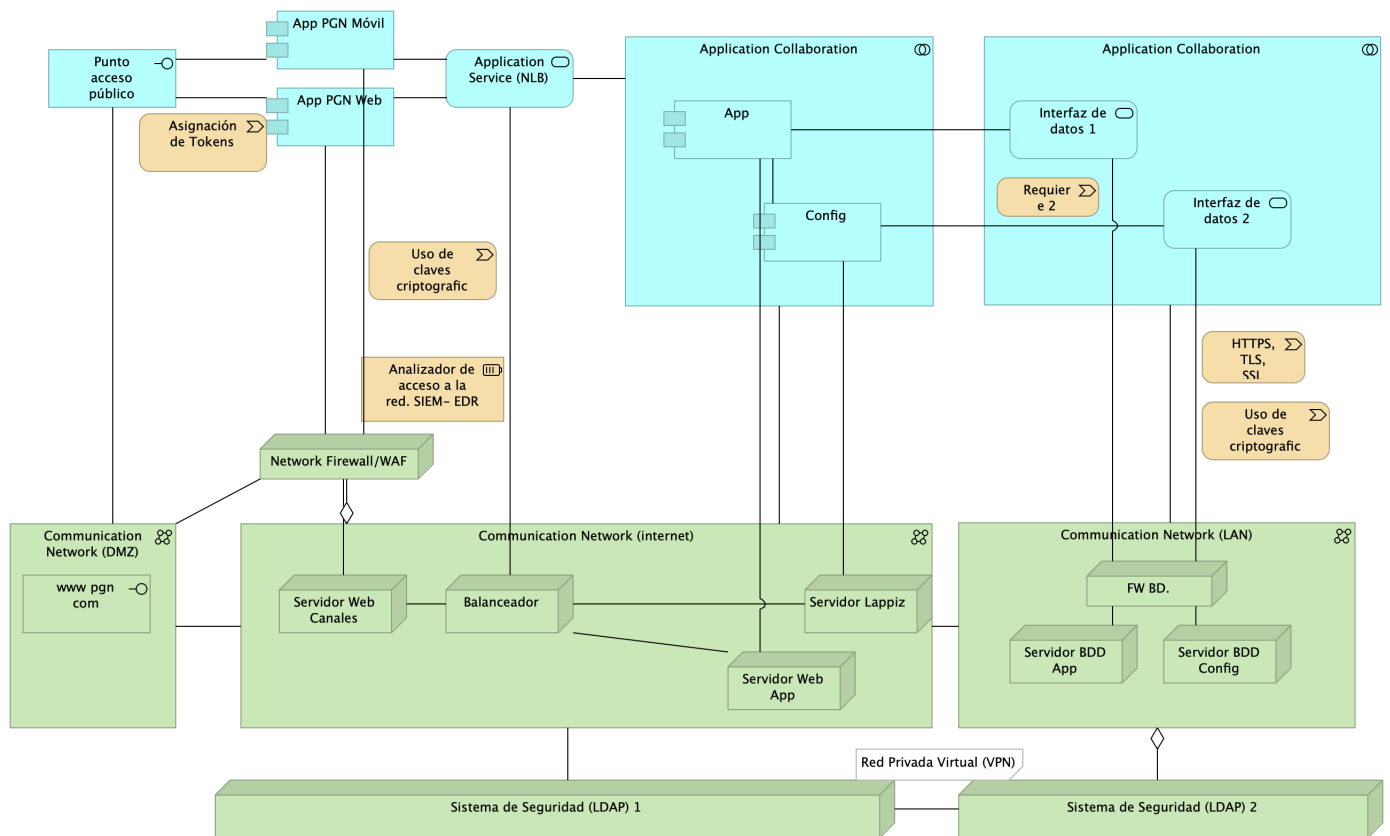 App PGN Móvil
Punto
acceso
público
Application
Service (NLB)
Application Collaboration
Application Collaboration
App PGN Web
Asignación
de Tokens
App
Interfaz de
datos 1
Requier
e 2
Interfaz de
datos 2
Config
Uso de
claves
criptografic
HTTPS,
TLS,
SSL
Analizador de
acceso a la
red. SIEM- EDR
Uso de
claves
criptografic
Network Firewall/WAF
Communication
Network (DMZ)
Communication Network (internet)
Communication Network (LAN)
www pgn
com
Servidor Web
Canales
Balanceador
Servidor Lappiz
FW BD.
Servidor BDD
App
Servidor BDD
Config
Servidor Web
App
Red Privada Virtual (VPN)
Sistema de Seguridad (LDAP) 1
Sistema de Seguridad (LDAP) 2